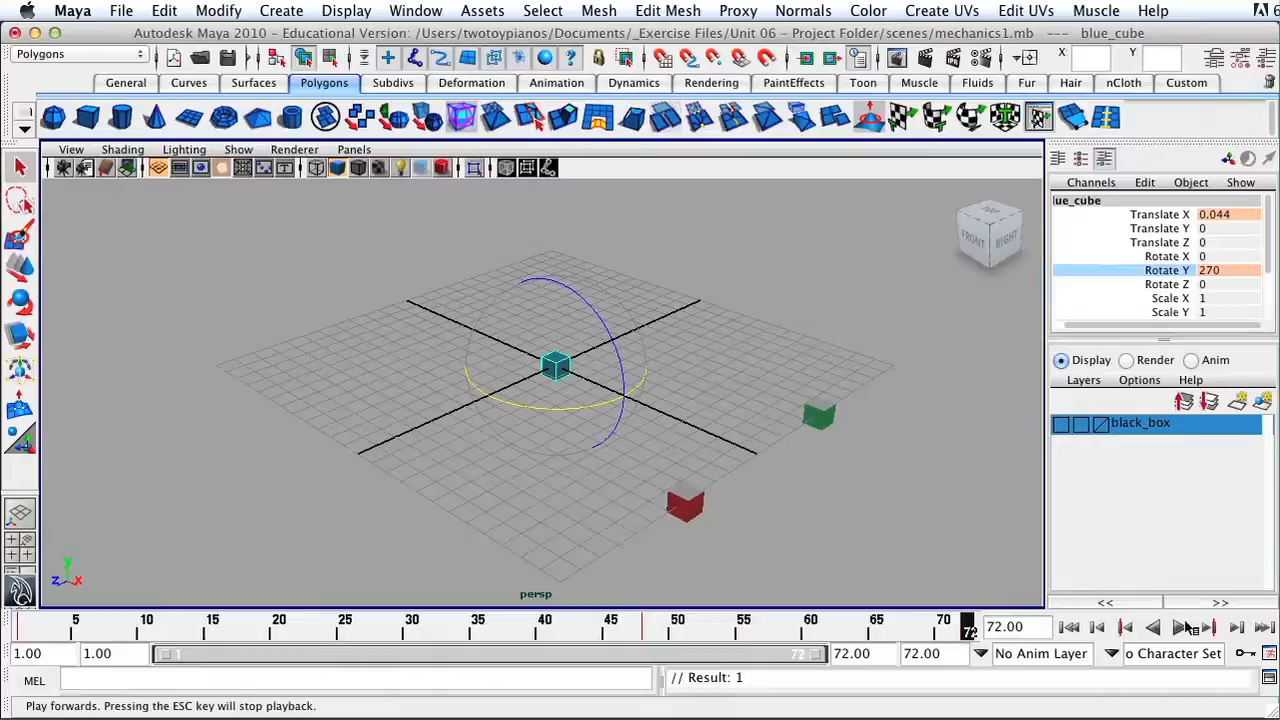 Maya File Edit Modify Create Display Window Assets Select Mesh Edit Mesh Proxy Normals Color Create UVs Edit UVs Muscle Help
Autodesk Maya 2010 - Educational Version: /Users/twotoypianos/Documents/_Exercise Files/Unit 06 - Project Folder/scenes/mechanics1.mb --- blue_cube
Polygons X Y
General Curves Surfaces Polygons Subdivs Deformation Animation Dynamics Rendering PaintEffects Toon Muscle Fluids Fur Hair nCloth Custom
View Shading Lighting Show Renderer Panels
Channels Edit Object Show
lue_cube
Translate X 0.044
Translate Y 0
Translate Z 0
Rotate X 0
Rotate Y 270
Rotate Z 0
Scale X 1
Scale Y 1
TOP
FRONT RIGHT
Display Render Anim
Layers Options Help
black_box
y
z x
persp
<< >>
5 10 15 20 25 30 35 40 45 50 55 60 65 70 72 72.00
1.00 1.00 1 72 72.00 72.00 No Anim Layer o Character Set
MEL // Result: 1
Play forwards. Pressing the ESC key will stop playback.